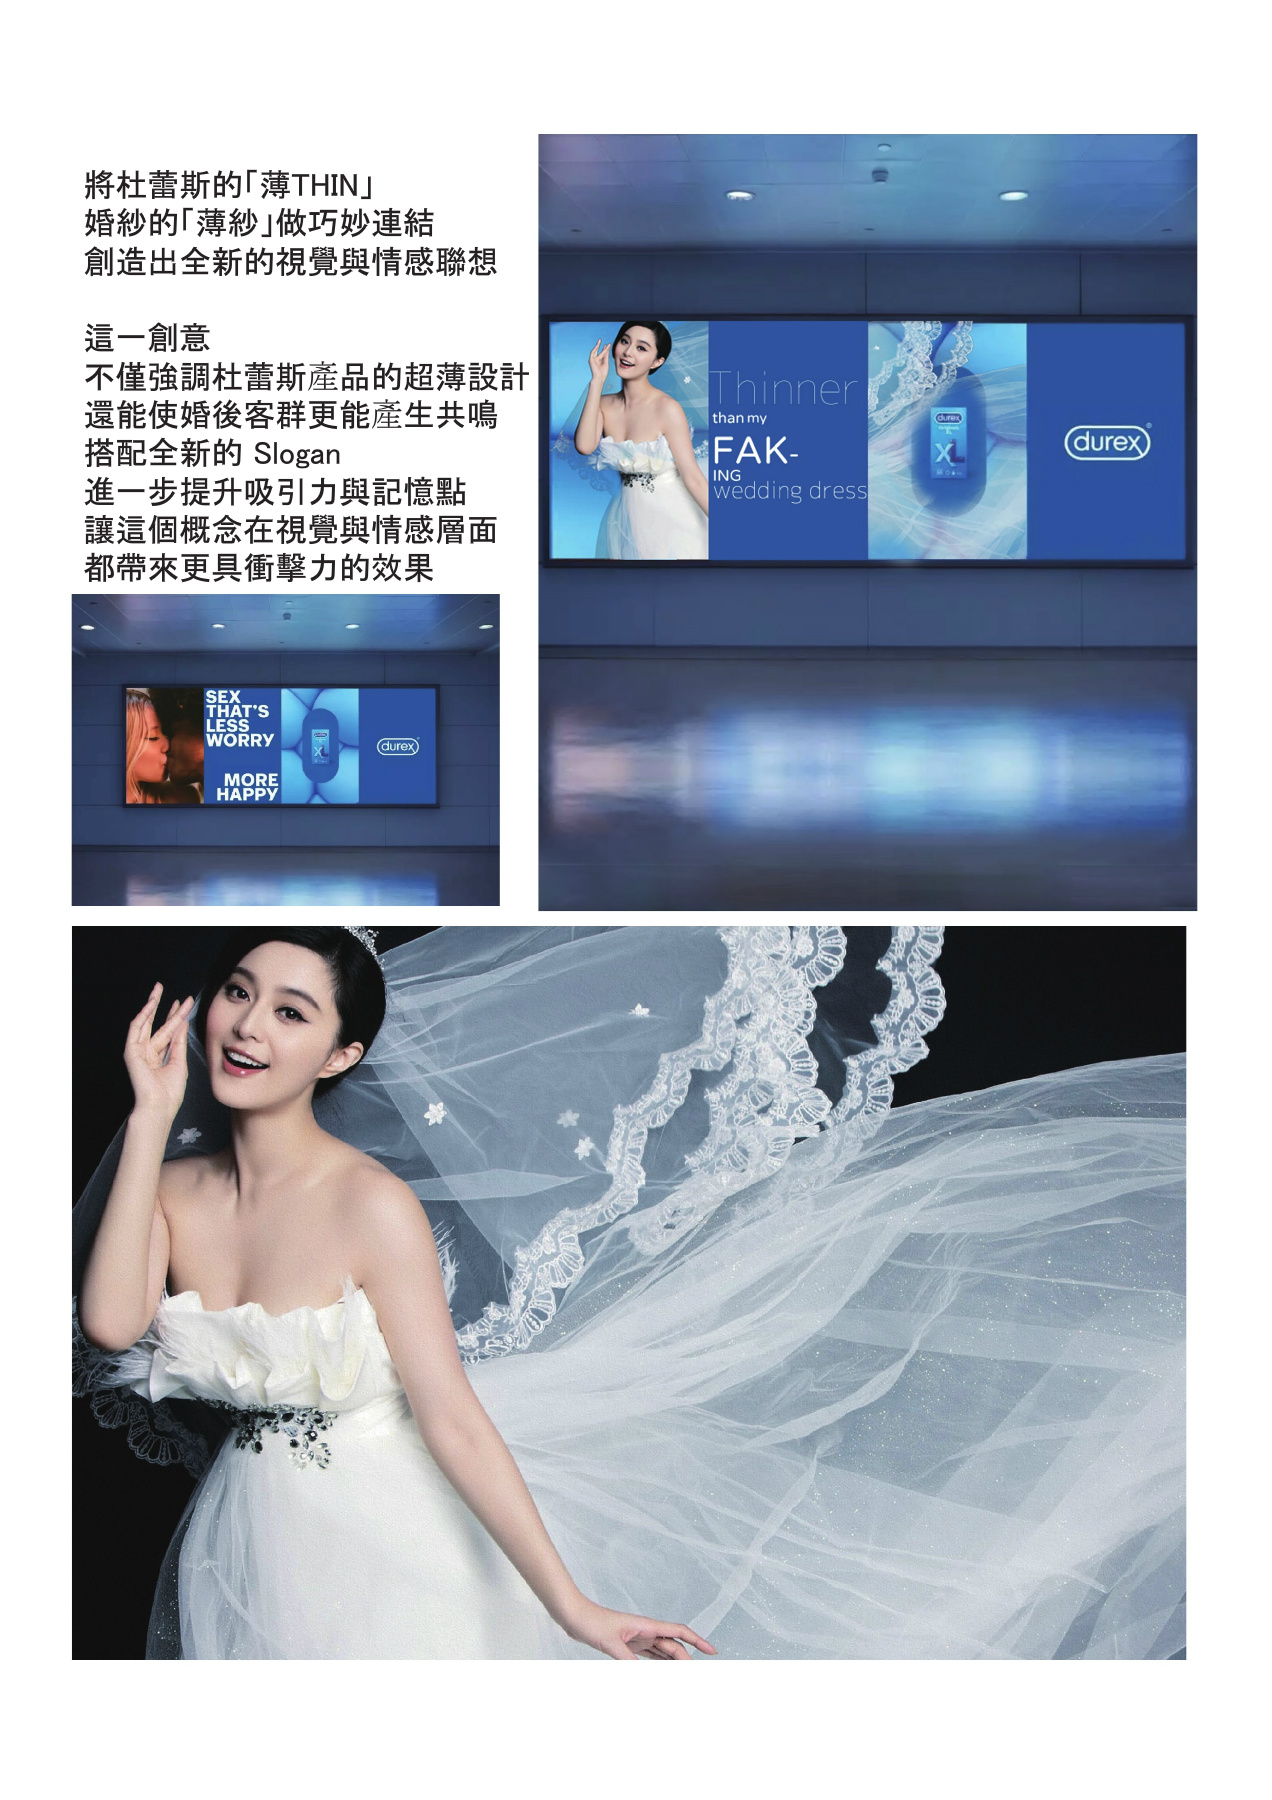 將杜蕾斯的「薄THIN」
婚紗的「薄紗」做巧妙連結
創造出全新的視覺與情感聯想
這一創意
不僅強調杜蕾斯產品的超薄設計
還能使婚後客群更能產生共鳴
搭配全新的 Slogan
進一步提升吸引力與記憶點
讓這個概念在視覺與情感層面
都帶來更具衝擊力的效果
Thinner
than my
FAK-
ING
wedding dress
durex
XL
durex
SEX
THAT'S
LESS
WORRY
MORE
HAPPY
XL
durex